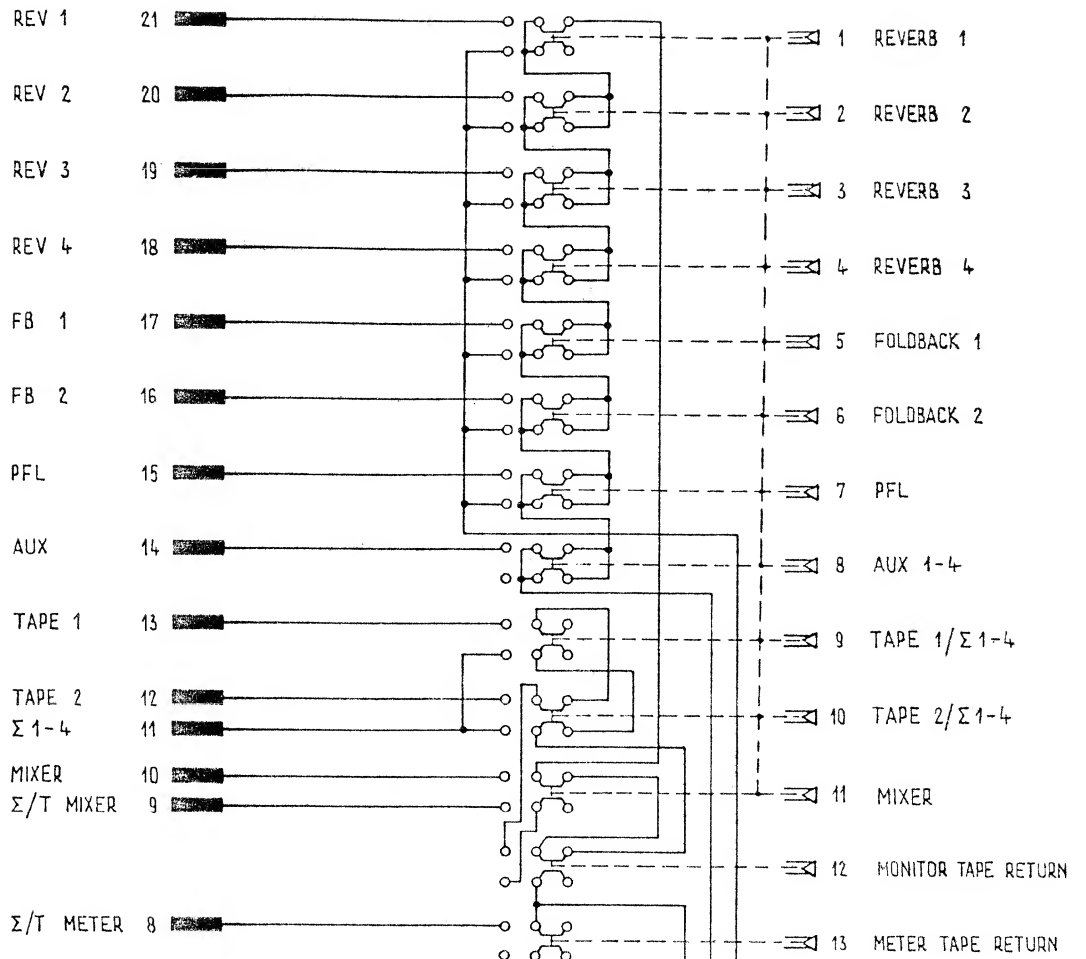 REV 1 21
1 REVERB 1
REV 2 20
2 REVERB 2
REV 3 19
3 REVERB 3
REV 4 18
4 REVERB 4
FB 1 17
5 FOLDBACK 1
FB 2 16
6 FOLDBACK 2
PFL 15
7 PFL
AUX 14
8 AUX 1-4
TAPE 1 13
9 TAPE 1/Σ1-4
TAPE 2 12
Σ1-4 11
10 TAPE 2/Σ1-4
MIXER 10
Σ/T MIXER 9
11 MIXER
12 MONITOR TAPE RETURN
Σ/T METER 8
13 METER TAPE RETURN